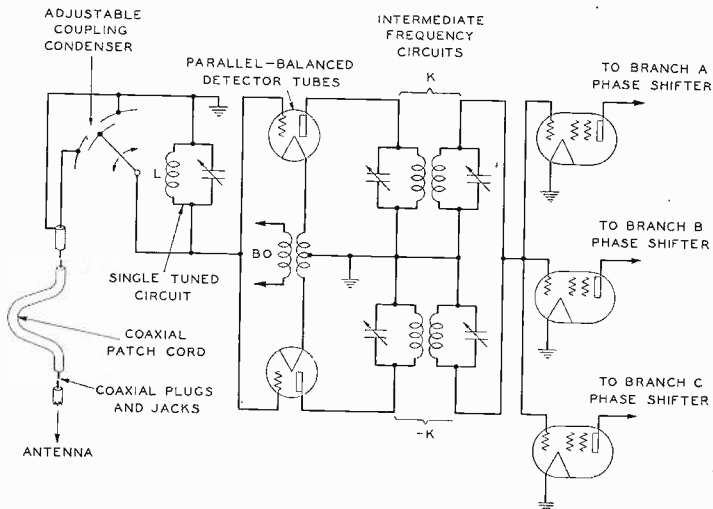 ADJUSTABLE
COUPLING
CONDENSER
PARALLEL-BALANCED
DETECTOR TUBES
INTERMEDIATE
FREQUENCY
CIRCUITS
K
TO BRANCH A
PHASE SHIFTER
L
BO
SINGLE TUNED
CIRCUIT
TO BRANCH B
PHASE SHIFTER
COAXIAL
PATCH CORD
COAXIAL PLUGS
AND JACKS
ANTENNA
-K
TO BRANCH C
PHASE SHIFTER